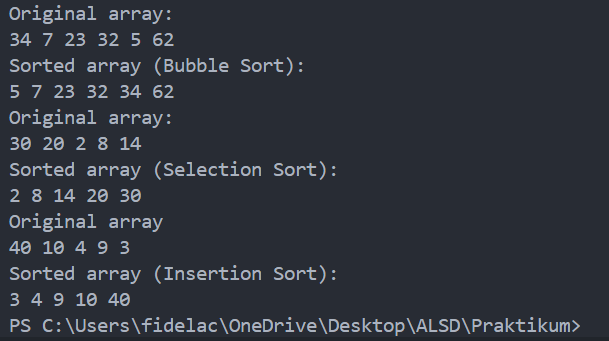 Original array:
34 7 23 32 5 62
Sorted array (Bubble Sort):
5 7 23 32 34 62
Original array:
30 20 2 8 14
Sorted array (Selection Sort):
2 8 14 20 30
Original array
40 10 4 9 3
Sorted array (Insertion Sort):
3 4 9 10 40
PS C:\Users\fidelac\OneDrive\Desktop\ALSD\Praktikum>